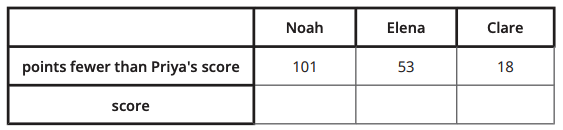 Noah Elena Clare
points fewer than Priya's score 101 53 18
score